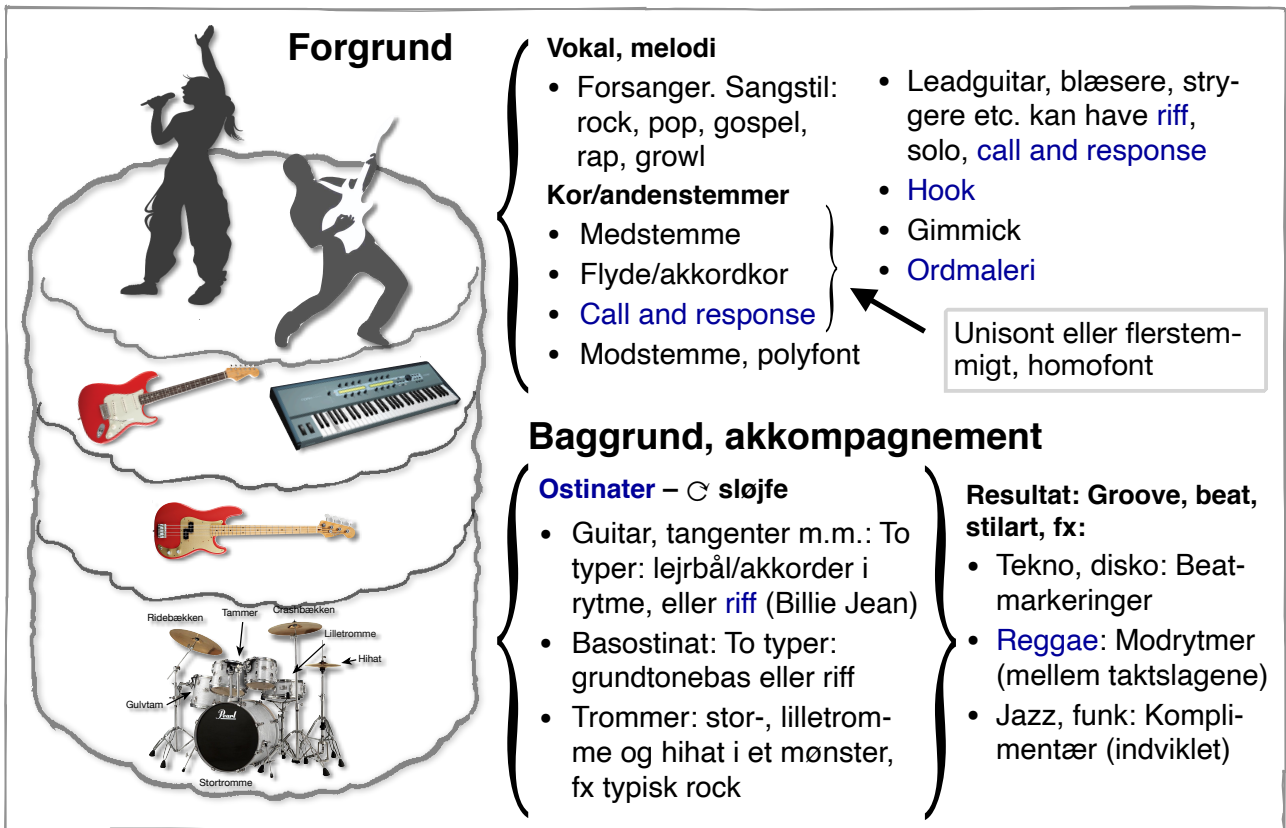 Forgrund
Vokal, melodi
• Forsanger. Sangstil:
rock, pop, gospel,
rap, growl
Kor/andenstemmer
• Medstemme
• Flyde/akkordkor
• Call and response
• Modstemme, polyfont
• Leadguitar, blæsere, stry-
gere etc. kan have riff,
solo, call and response
• Hook
• Gimmick
• Ordmaleri
Unisont eller flerstem-
migt, homofont
Baggrund, akkompagnement
Ostinater – ⟳ sløjfe
• Guitar, tangenter m.m.: To
typer: lejrbål/akkorder i
rytme, eller riff (Billie Jean)
• Basostinat: To typer:
grundtonebas eller riff
• Trommer: stor-, lilletrom-
me og hihat i et mønster,
fx typisk rock
Resultat: Groove, beat,
stilart, fx:
• Tekno, disko: Beat-
markeringer
• Reggae: Modrytmer
(mellem taktslagene)
• Jazz, funk: Kompli-
mentær (indviklet)
Ridebækken
Tammer
Crashbækken
Lilletromme
Hihat
Gulvtam
Pearl
Stortromme